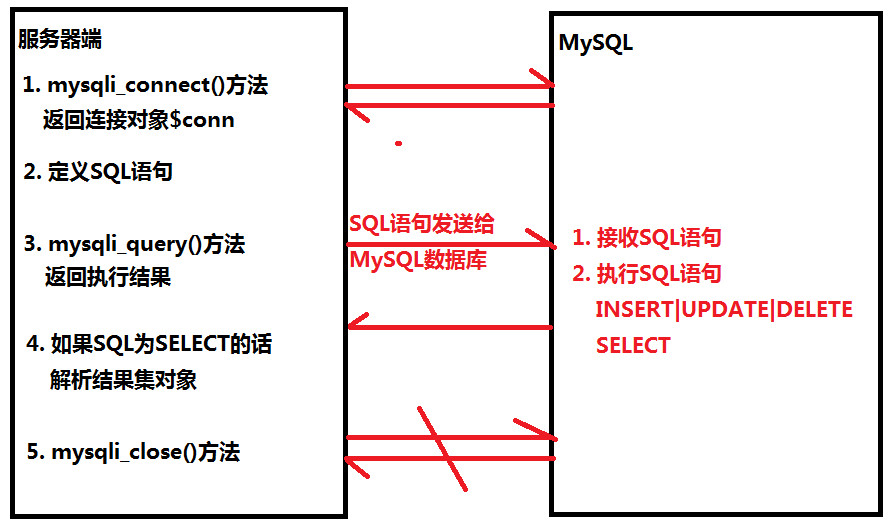 服务器端
1. mysqli_connect()方法
返回连接对象$conn
2. 定义SQL语句
3. mysqli_query()方法
返回执行结果
4. 如果SQL为SELECT的话
解析结果集对象
5. mysqli_close()方法
SQL语句发送给
MySQL数据库
MySQL
1. 接收SQL语句
2. 执行SQL语句
INSERT|UPDATE|DELETE
SELECT